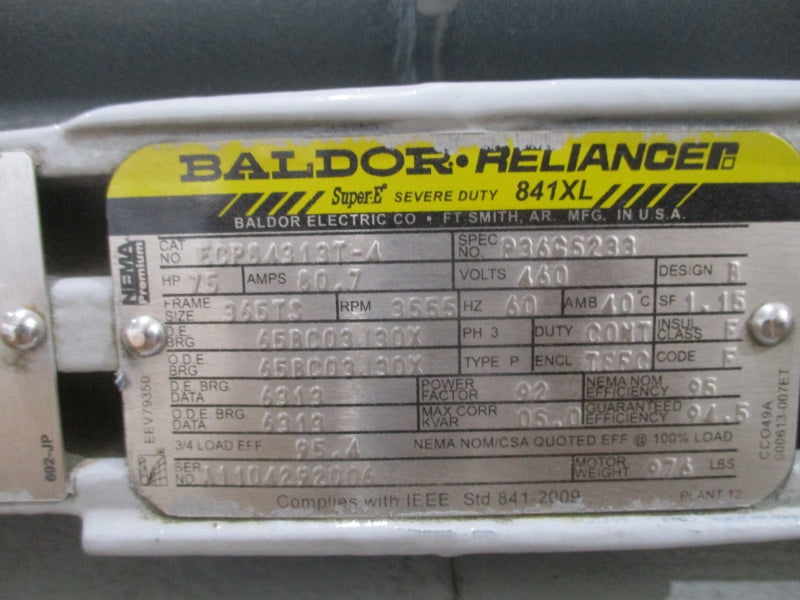 BALDOR • RELIANCER
Super-E® SEVERE DUTY 841XL
BALDOR ELECTRIC CO • FT SMITH, AR. MFG. IN U.S.A.
NEMA Premium
CAT NO ECP84313T-4 SPEC NO. P36G5233
HP 75 AMPS 80.7 VOLTS 460 DESIGN B
FRAME SIZE 365TS RPM 3555 HZ 60 AMB 40°C SF 1.15
D.E. BRG 65BC03J30X PH 3 DUTY CONT INSUL CLASS F
O.D.E. BRG 65BC03J30X TYPE P ENCL TEFC CODE F
D.E. BRG DATA 6313 POWER FACTOR 92 NEMA NOM EFFICIENCY 95
O.D.E BRG DATA 6313 MAX CORR KVAR 05.0 GUARANTEED EFFICIENCY 94.5
3/4 LOAD EFF. 95.4 NEMA NOM/CSA QUOTED EFF @ 100% LOAD
SER NO. MOTOR WEIGHT 976 LBS
Complies with IEEE Std 841-2009 PLANT 12
EEV79350
CC049A
000613-007ET
692-JP